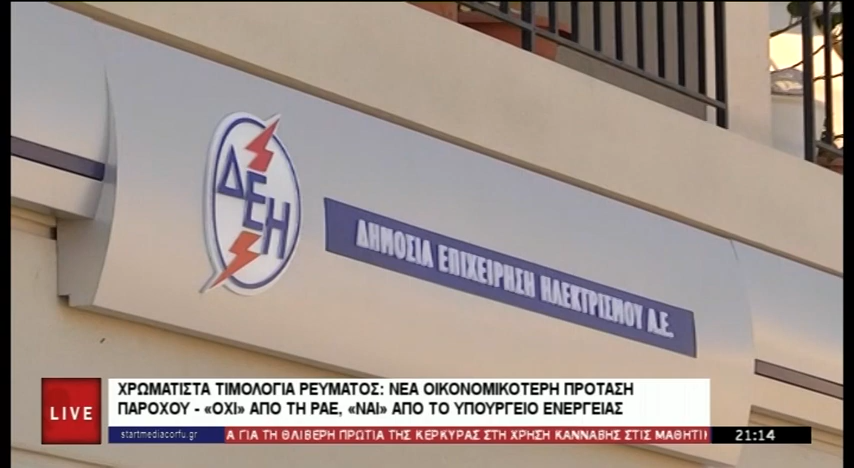 ΔΕΗ
ΔΗΜΟΣΙΑ ΕΠΙΧΕΙΡΗΣΗ ΗΛΕΚΤΡΙΣΜΟΥ Α.Ε.
LIVE
ΧΡΩΜΑΤΙΣΤΑ ΤΙΜΟΛΟΓΙΑ ΡΕΥΜΑΤΟΣ: ΝΕΑ ΟΙΚΟΝΟΜΙΚΟΤΕΡΗ ΠΡΟΤΑΣΗ
ΠΑΡΟΧΟΥ - «ΟΧΙ» ΑΠΟ ΤΗ ΡΑΕ, «ΝΑΙ» ΑΠΟ ΤΟ ΥΠΟΥΡΓΕΙΟ ΕΝΕΡΓΕΙΑΣ
startmediacorfu.gr
Α ΓΙΑ ΤΗ ΘΛΙΒΕΡΗ ΠΡΩΤΙΑ ΤΗΣ ΚΕΡΚΥΡΑΣ ΣΤΗ ΧΡΗΣΗ ΚΑΝΝΑΒΗΣ ΣΤΙΣ ΜΑΘΗΤΙΚ
21:14